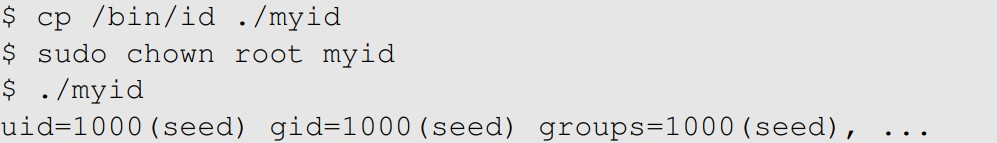 $ cp /bin/id ./myid
$ sudo chown root myid
$ ./myid
uid=1000(seed) gid=1000(seed) groups=1000(seed), ...